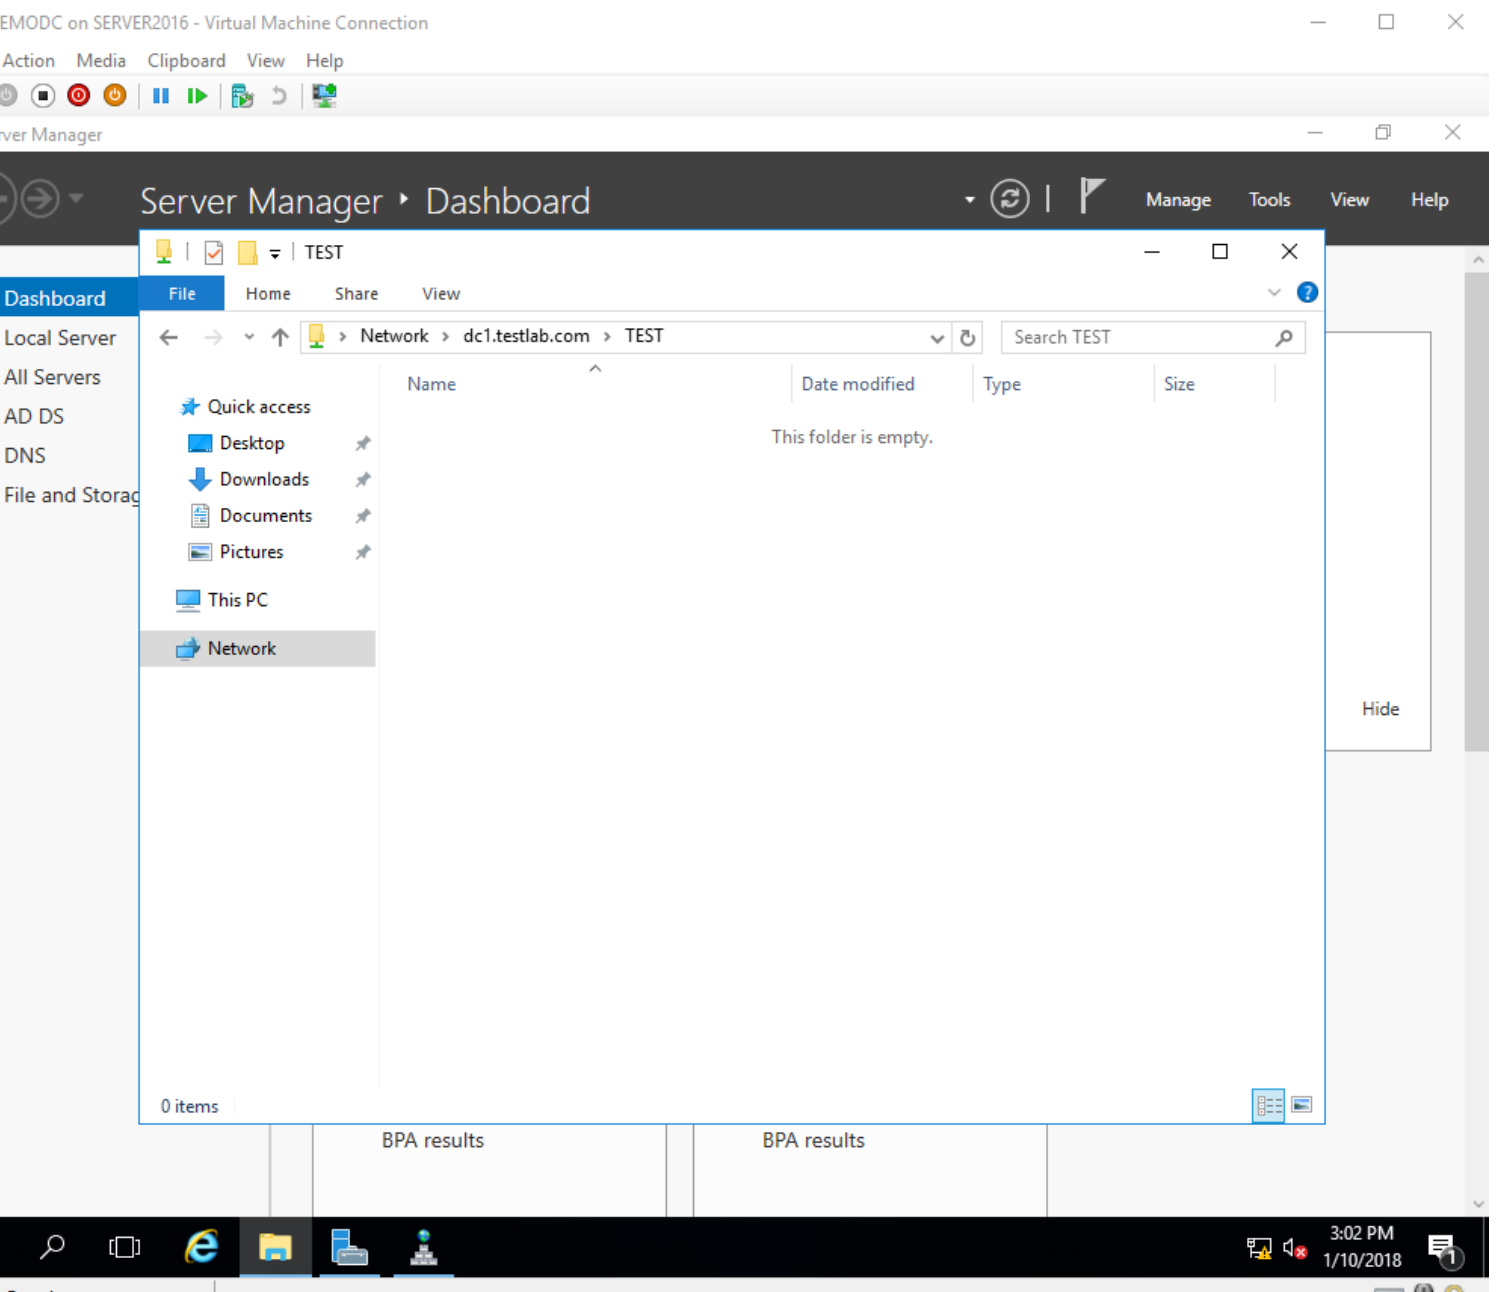 EMODC on SERVER2016 - Virtual Machine Connection
Action Media Clipboard View Help
rver Manager
Server Manager Dashboard
Manage Tools View Help
TEST
File Home Share View
Network dc1.testlab.com TEST
Search TEST
Name Date modified Type Size
This folder is empty.
Quick access
Desktop
Downloads
Documents
Pictures
This PC
Network
0 items
Dashboard
Local Server
All Servers
AD DS
DNS
File and Storag
Hide
BPA results
BPA results
3:02 PM
1/10/2018
1